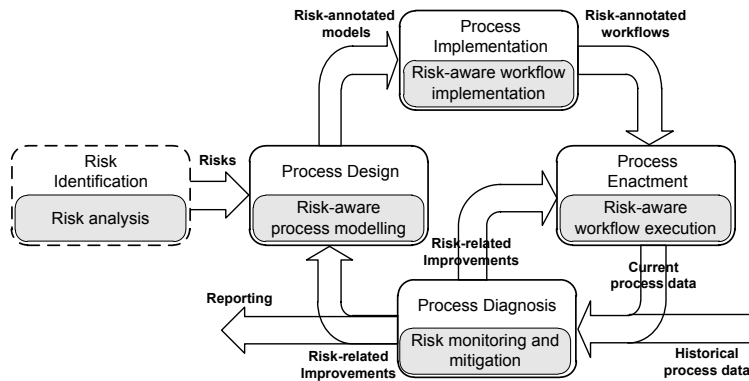 Risk-annotated
models
Process
Implementation
Risk-aware workflow
implementation
Risk-annotated
workflows
Risk
Identification
Risk analysis
Risks
Process Design
Risk-aware
process modelling
Process
Enactment
Risk-aware
workflow execution
Risk-related
Improvements
Current
process data
Reporting
Process Diagnosis
Risk monitoring and
mitigation
Risk-related
Improvements
Historical
process data